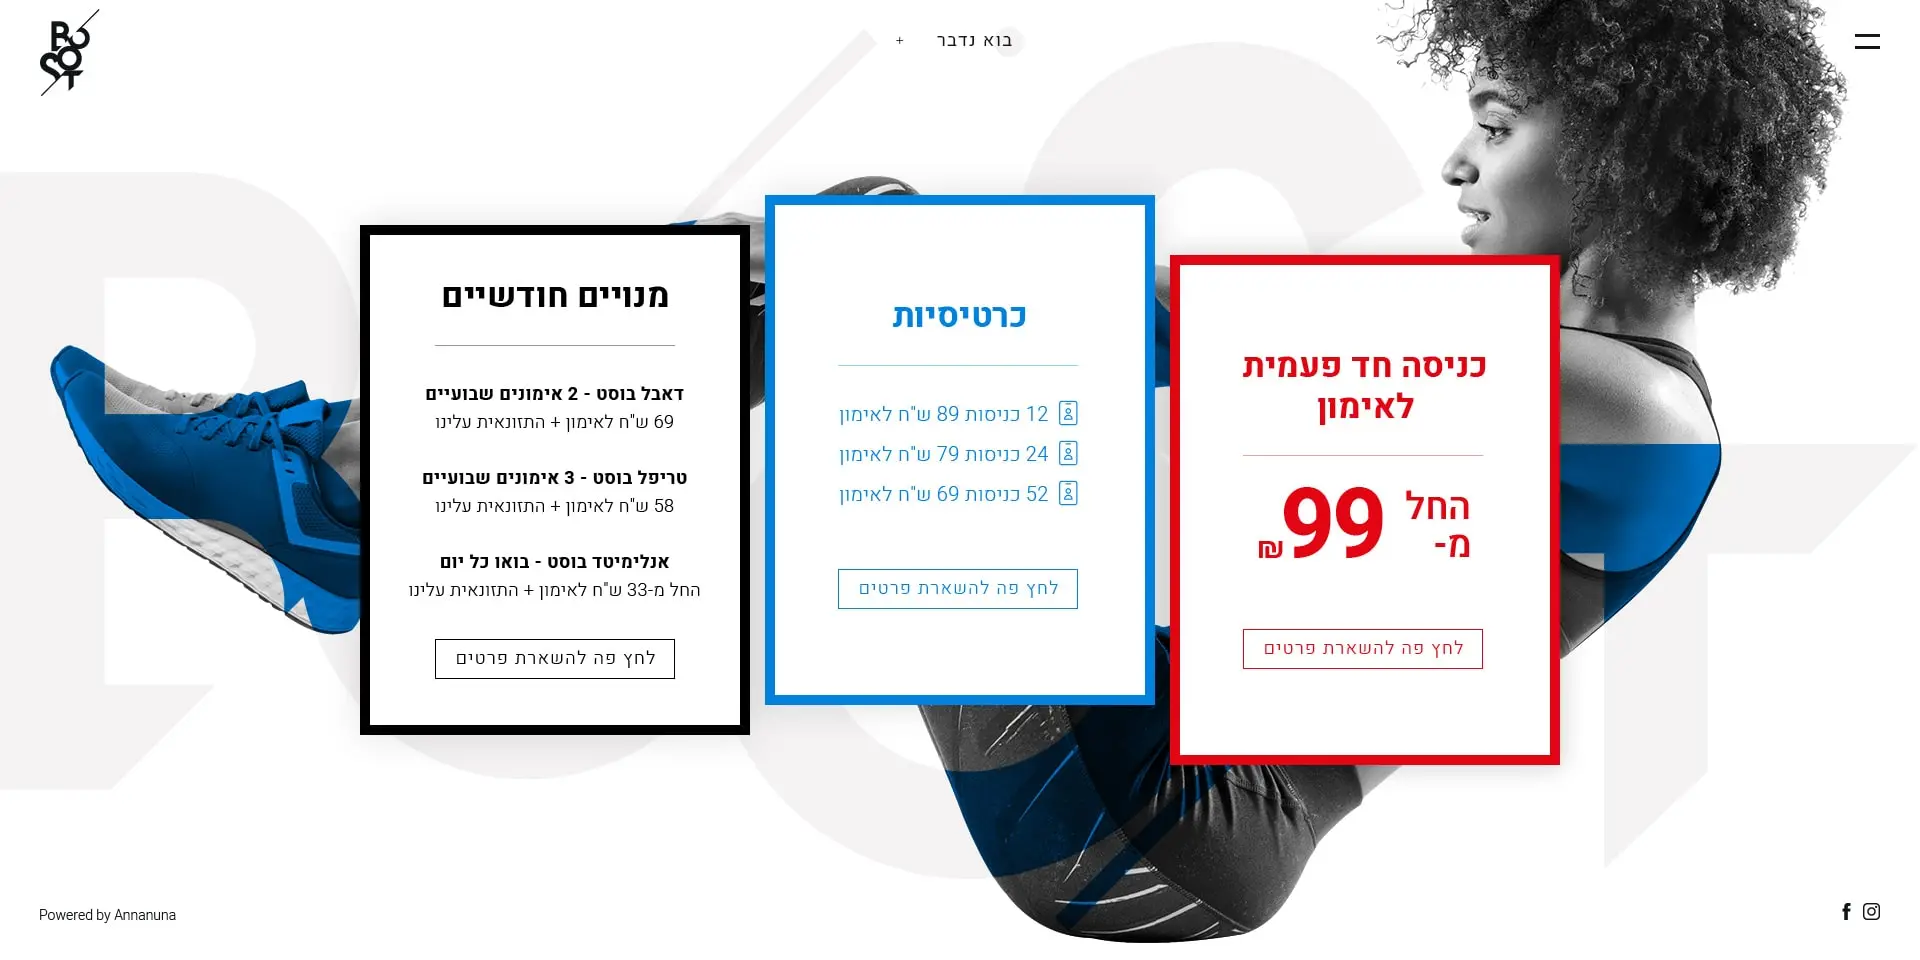 BOOST
בוא נדבר +
כניסה חד פעמית
לאימון
החל
מ-
99 ₪
לחץ פה להשארת פרטים
כרטיסיות
12 כניסות 89 ש"ח לאימון
24 כניסות 79 ש"ח לאימון
52 כניסות 69 ש"ח לאימון
לחץ פה להשארת פרטים
מנויים חודשיים
דאבל בוסט - 2 אימונים שבועיים
69 ש"ח לאימון + התזונאית עלינו
טריפל בוסט - 3 אימונים שבועיים
58 ש"ח לאימון + התזונאית עלינו
אנלימיטד בוסט - בואו כל יום
החל מ-33 ש"ח לאימון + התזונאית עלינו
לחץ פה להשארת פרטים
Powered by Annanuna